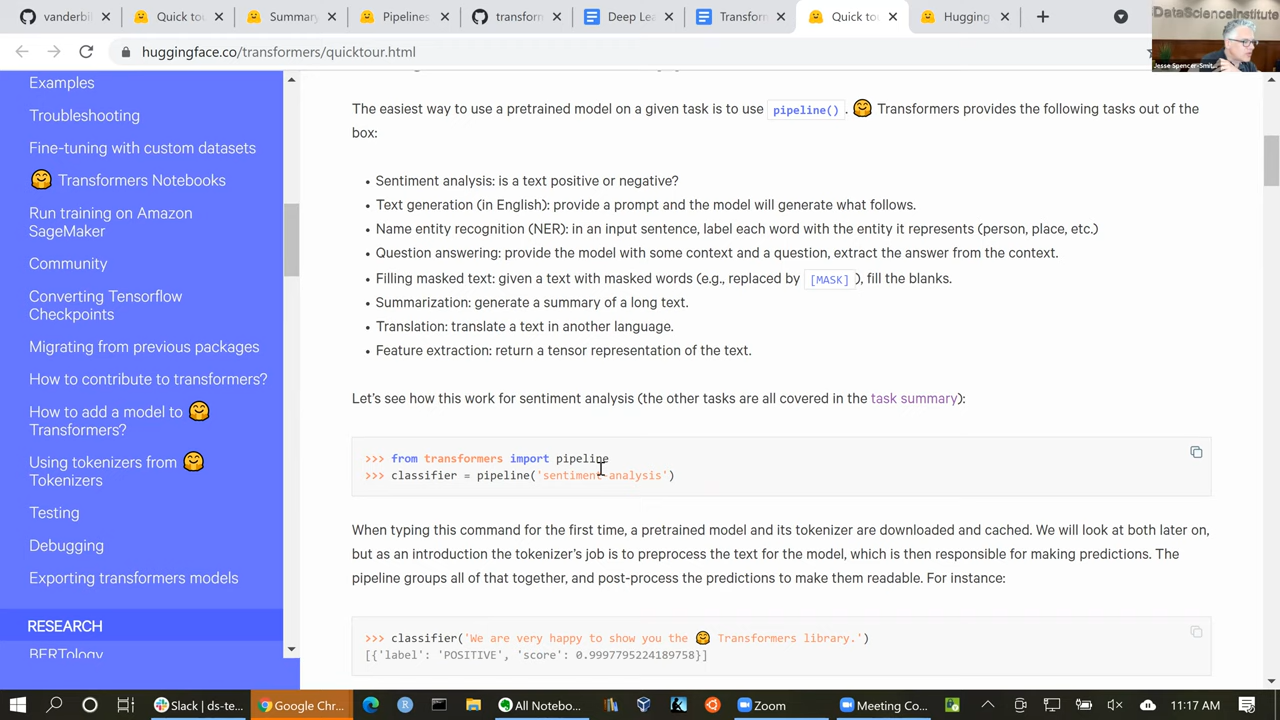 vanderbil
Quick tou
Summary
Pipelines
transform
Deep Lea
Transform
Quick to
Hugging
DataScienceInstitute
huggingface.co/transformers/quicktour.html
Jesse Spencer-Smit...
Examples
Troubleshooting
Fine-tuning with custom datasets
🤗 Transformers Notebooks
Run training on Amazon
SageMaker
Community
Converting Tensorflow
Checkpoints
Migrating from previous packages
How to contribute to transformers?
How to add a model to 🤗
Transformers?
Using tokenizers from 🤗
Tokenizers
Testing
Debugging
Exporting transformers models
RESEARCH
BERTology
The easiest way to use a pretrained model on a given task is to use pipeline(). 🤗 Transformers provides the following tasks out of the
box:
• Sentiment analysis: is a text positive or negative?
• Text generation (in English): provide a prompt and the model will generate what follows.
• Name entity recognition (NER): in an input sentence, label each word with the entity it represents (person, place, etc.)
• Question answering: provide the model with some context and a question, extract the answer from the context.
• Filling masked text: given a text with masked words (e.g., replaced by [MASK] ), fill the blanks.
• Summarization: generate a summary of a long text.
• Translation: translate a text in another language.
• Feature extraction: return a tensor representation of the text.
Let's see how this work for sentiment analysis (the other tasks are all covered in the task summary):
>>> from transformers import pipeline
>>> classifier = pipeline('sentiment-analysis')
When typing this command for the first time, a pretrained model and its tokenizer are downloaded and cached. We will look at both later on,
but as an introduction the tokenizer's job is to preprocess the text for the model, which is then responsible for making predictions. The
pipeline groups all of that together, and post-process the predictions to make them readable. For instance:
>>> classifier('We are very happy to show you the 🤗 Transformers library.')
[{'label': 'POSITIVE', 'score': 0.9997795224189758}]
Slack | ds-te...
Google Chr...
All Notebo...
Zoom
Meeting Co...
11:17 AM